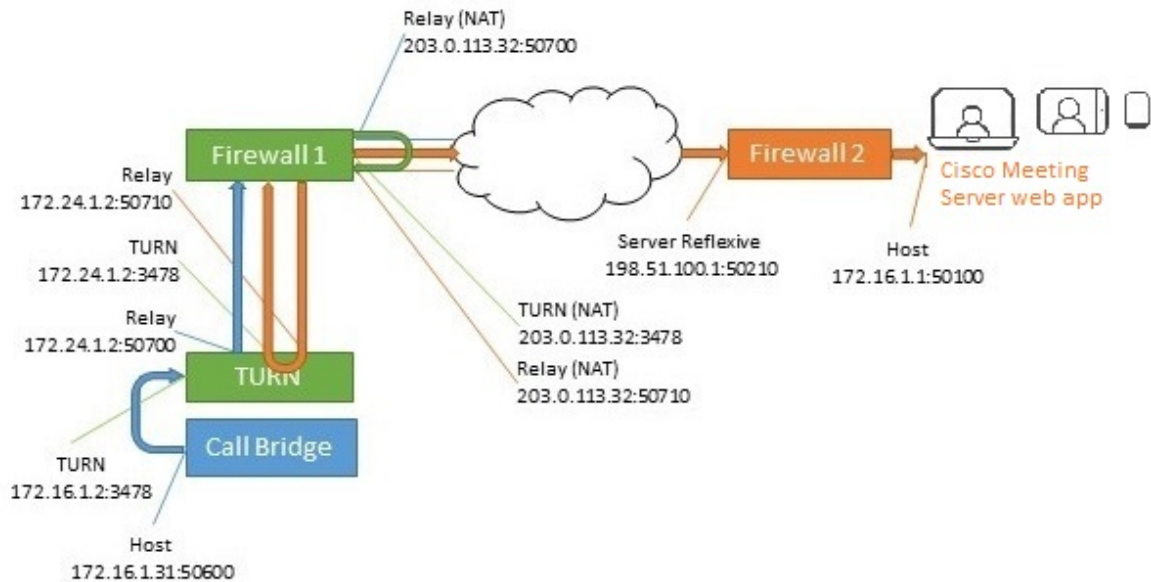 Relay (NAT)
203.0.113.32:50700
Firewall 1
Firewall 2
Cisco Meeting
Server web app
Relay
172.24.1.2:50710
TURN
172.24.1.2:3478
Relay
172.24.1.2:50700
Server Reflexive
198.51.100.1:50210
Host
172.16.1.1:50100
TURN (NAT)
203.0.113.32:3478
Relay (NAT)
203.0.113.32:50710
TURN
Call Bridge
TURN
172.16.1.2:3478
Host
172.16.1.31:50600